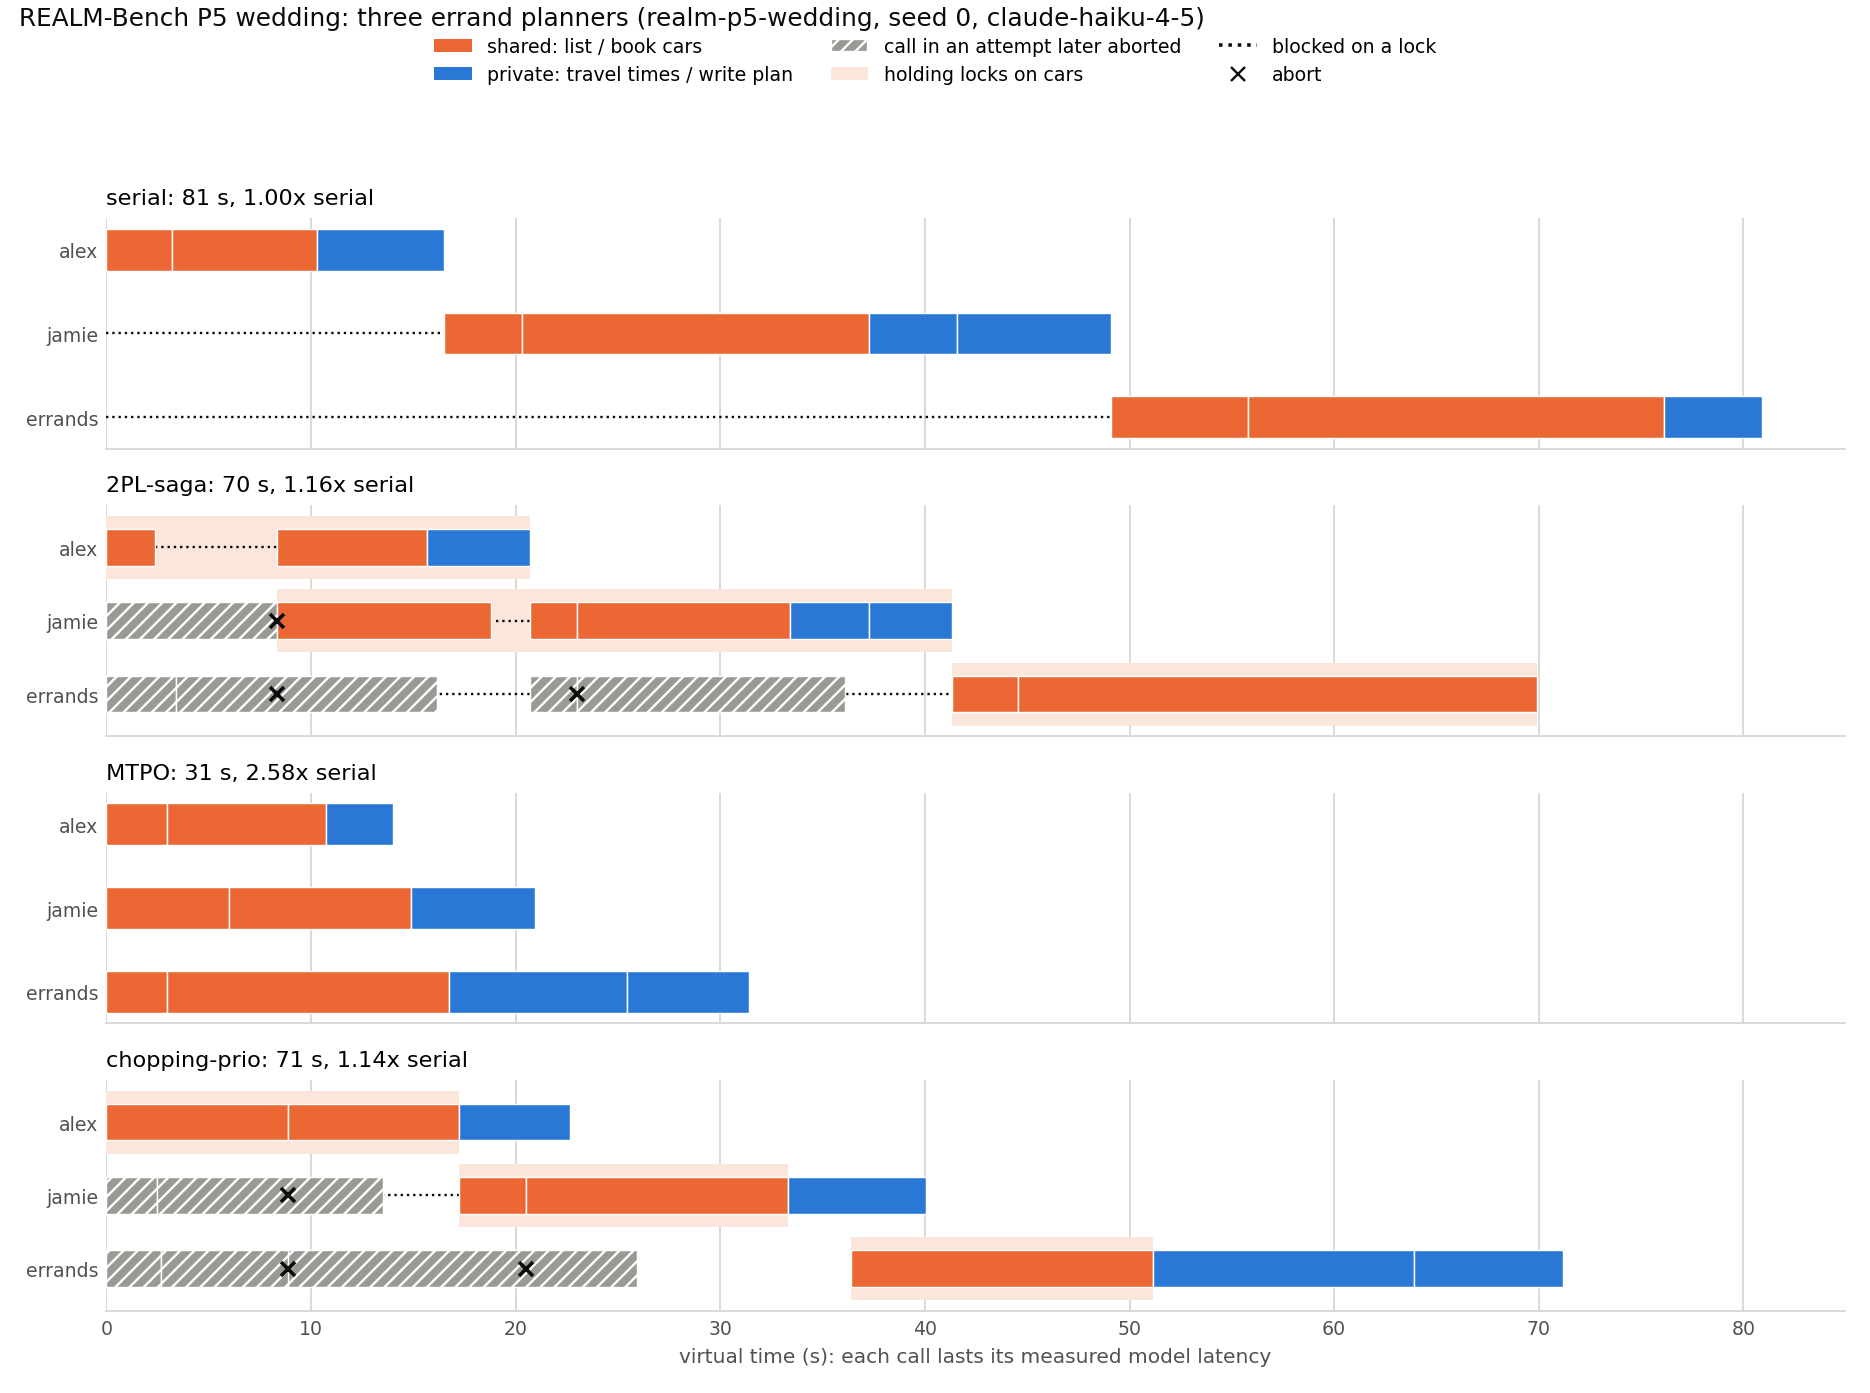 REALM-Bench P5 wedding: three errand planners (realm-p5-wedding, seed 0, claude-haiku-4-5)
shared: list / book cars
private: travel times / write plan
call in an attempt later aborted
holding locks on cars
blocked on a lock
abort
serial: 81 s, 1.00x serial
alex
jamie
errands
2PL-saga: 70 s, 1.16x serial
alex
jamie
errands
MTPO: 31 s, 2.58x serial
alex
jamie
errands
chopping-prio: 71 s, 1.14x serial
alex
jamie
errands
0 10 20 30 40 50 60 70 80
virtual time (s): each call lasts its measured model latency